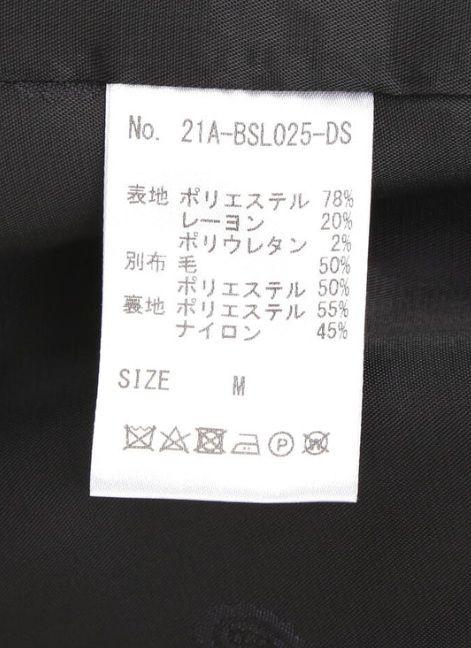 No. 21A-BSL025-DS
表地 ポリエステル 78%
レーヨン 20%
ポリウレタン 2%
別布 毛 50%
ポリエステル 50%
裏地 ポリエステル 55%
ナイロン 45%
SIZE M
P
W